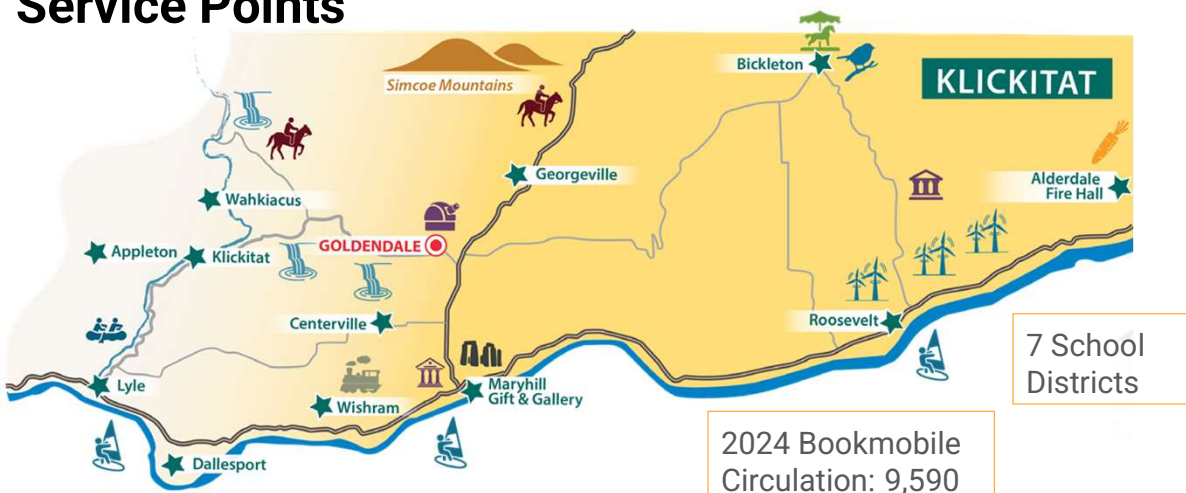 Service Points
Simcoe Mountains
Bickleton
KLICKITAT
Georgeville
Alderdale
Fire Hall
Wahkiacus
GOLDENDALE
Appleton
Klickitat
Centerville
Roosevelt
Lyle
Wishram
Maryhill
Gift & Gallery
Dallesport
7 School
Districts
2024 Bookmobile
Circulation: 9,590